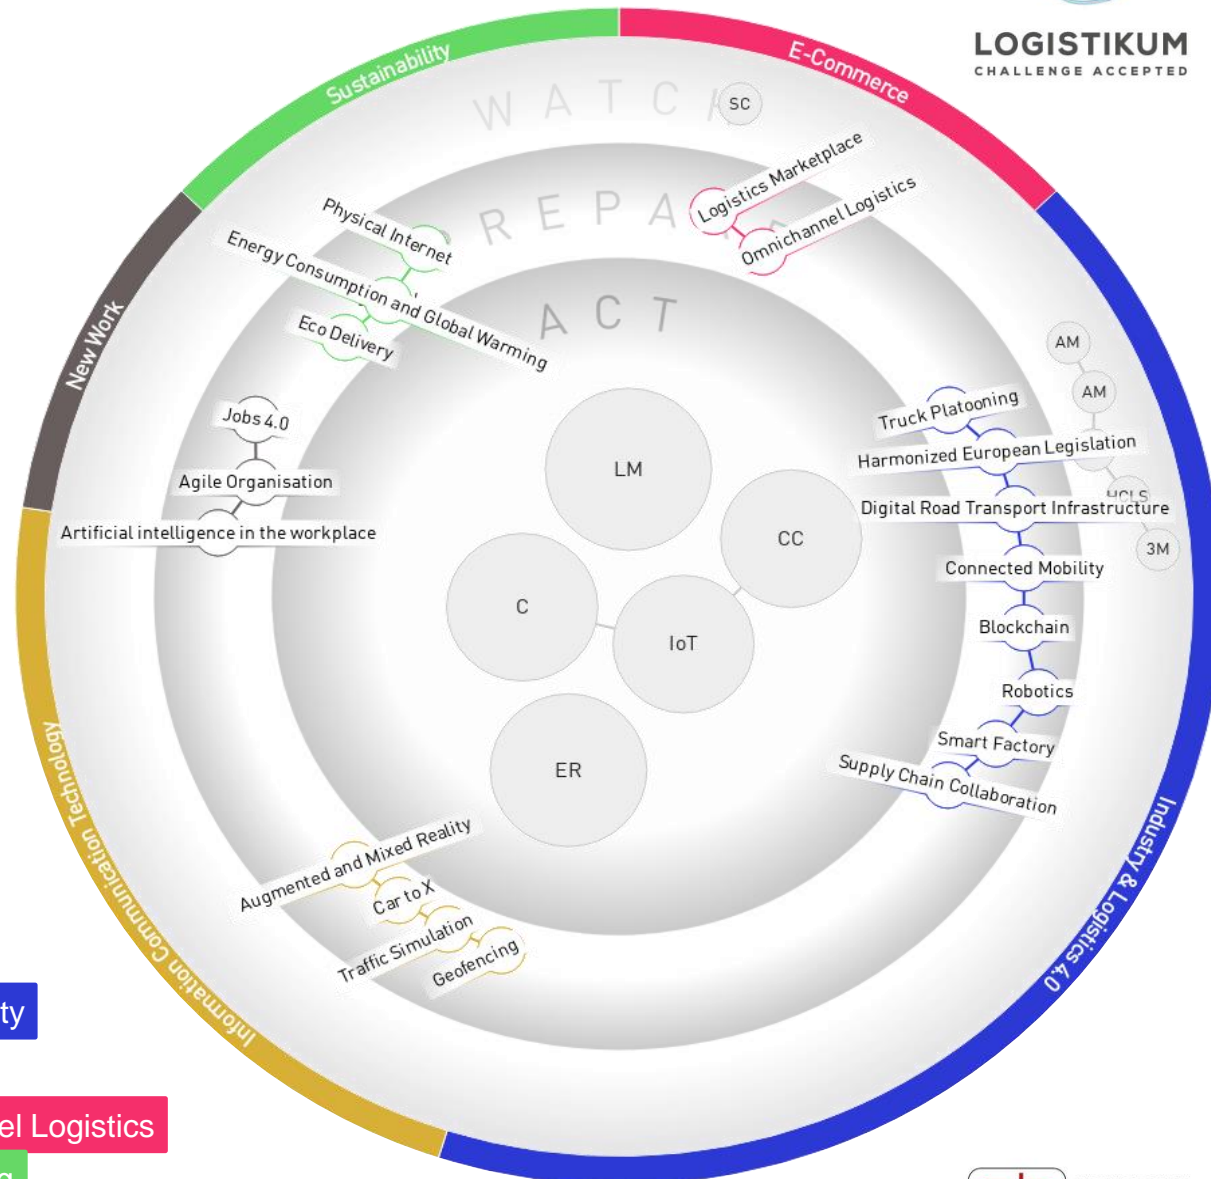 LOGISTIKUM
CHALLENGE ACCEPTED
Sustainability
E-Commerce
WATCH
SC
Logistics Marketplace
Omnichannel Logistics
Physical Internet
Energy Consumption and Global Warming
Eco Delivery
ACT
New Work
Jobs 4.0
Agile Organisation
Artificial intelligence in the workplace
AM
AM
HCLS
3M
Truck Platooning
Harmonized European Legislation
Digital Road Transport Infrastructure
Connected Mobility
Blockchain
Robotics
Smart Factory
Supply Chain Collaboration
LM
CC
C
IoT
ER
Augmented and Mixed Reality
Car to X
Traffic Simulation
Geofencing
Information Communication Technology
Industry & Logistics 4.0
ty
el Logistics